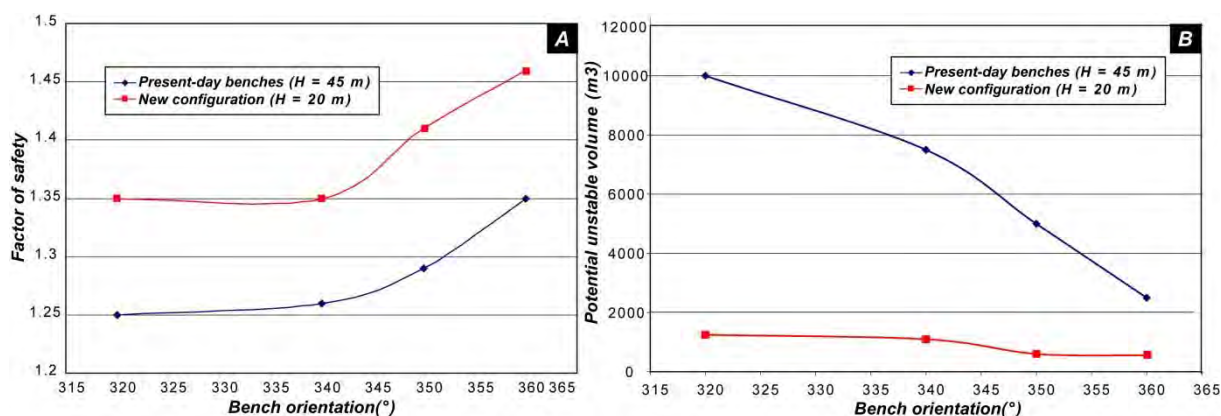 1.5
A
Present-day benches (H = 45 m)
New configuration (H = 20 m)
1.45
1.4
1.35
1.3
1.25
1.2
Factor of safety
315 320 325 330 335 340 345 350 355 360 365
Bench orientation(°)
12000
B
Present-day benches (H = 45 m)
New configuration (H = 20 m)
10000
8000
6000
4000
2000
0
Potential unstable volume (m3)
315 320 325 330 335 340 345 350 355 360 365
Bench orientation(°)